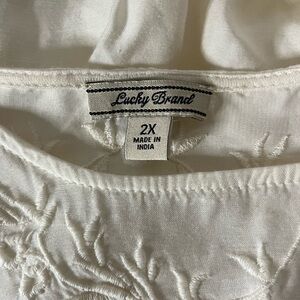 Lucky Brand
2X
MADE IN
INDIA